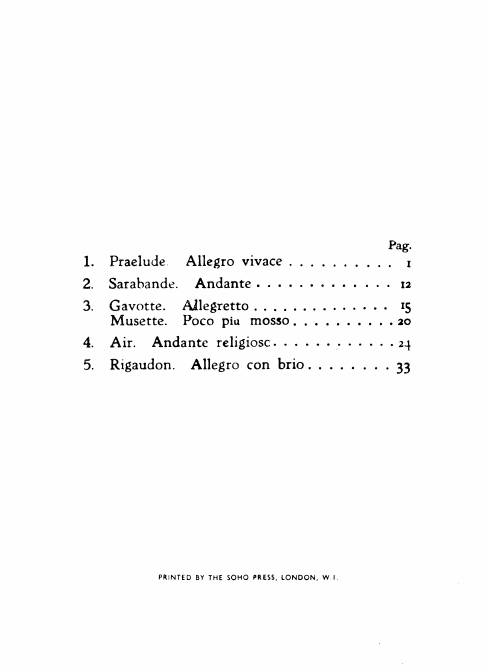 Pag.
1. Praelude. Allegro vivace . . . . . . . . . . 1
2. Sarabande. Andante . . . . . . . . . . . . . 12
3. Gavotte. Allegretto . . . . . . . . . . . . . . 15
Musette. Poco piu mosso . . . . . . . . . . 20
4. Air. Andante religiosc . . . . . . . . . . . . 24
5. Rigaudon. Allegro con brio . . . . . . . . 33
PRINTED BY THE SOHO PRESS, LONDON, W.1.